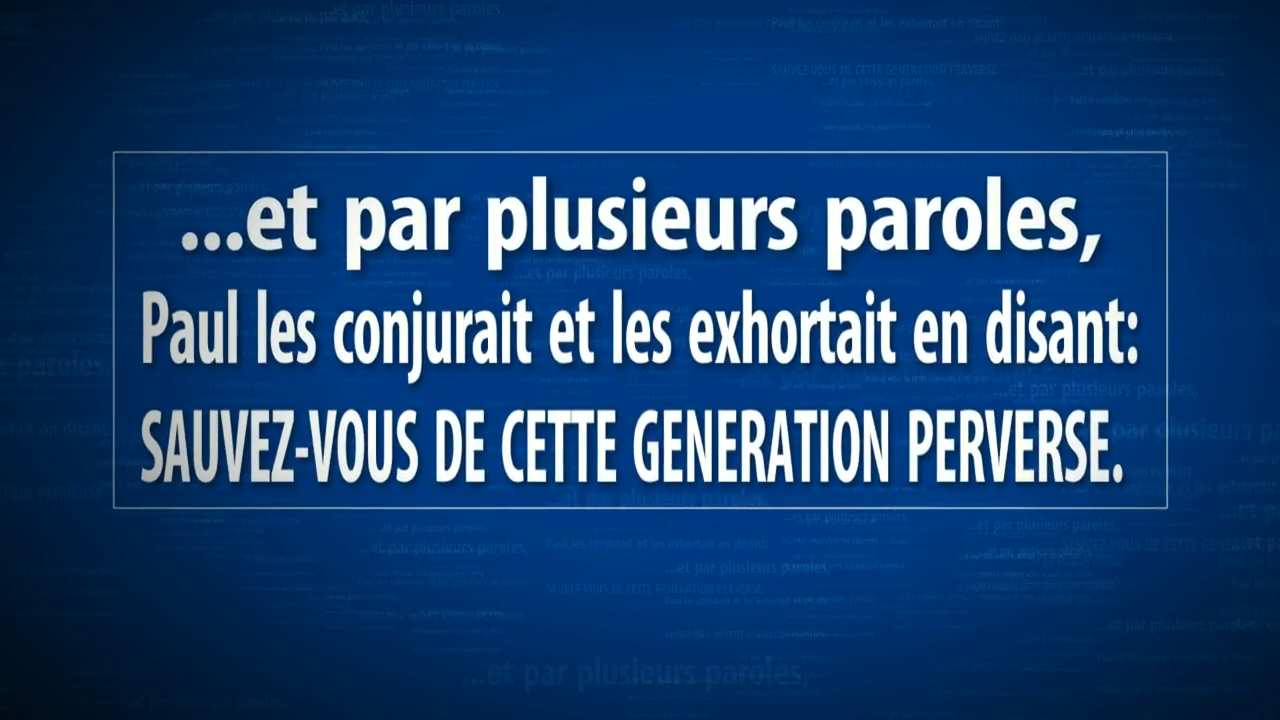 ...et par plusieurs paroles,
Paul les conjurait et les exhortait en disant:
SAUVEZ-VOUS DE CETTE GENERATION PERVERSE.